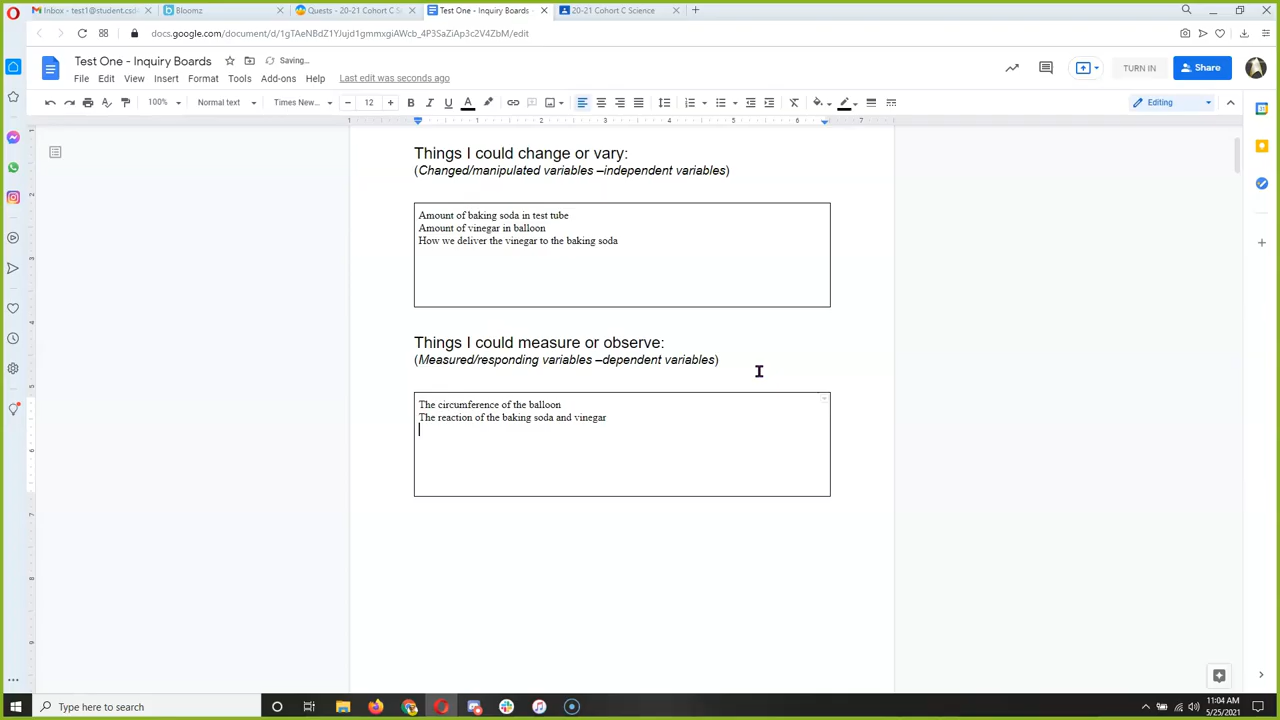 Inbox - test1@student.csd
Bloomz
Quests - 20-21 Cohort C S
Test One - Inquiry Boards - G
20-21 Cohort C Science
docs.google.com/document/d/1gTAeNBdZ1YJujd1gmmxgiAWcb_4P3SaZiAp3c2V4ZbM/edit
Test One - Inquiry Boards
Saving...
File Edit View Insert Format Tools Add-ons Help Last edit was seconds ago
TURN IN
Share
100% Normal text Times New... 12
Editing
Things I could change or vary:
(Changed/manipulated variables –independent variables)
Amount of baking soda in test tube
Amount of vinegar in balloon
How we deliver the vinegar to the baking soda
Things I could measure or observe:
(Measured/responding variables –dependent variables)
The circumference of the balloon
The reaction of the baking soda and vinegar
Type here to search
11:04 AM
5/25/2021